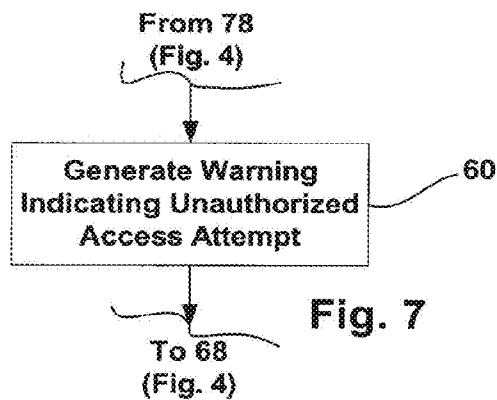 From 78
(Fig. 4)
Generate Warning
Indicating Unauthorized
Access Attempt
60
Fig. 7
To 68
(Fig. 4)